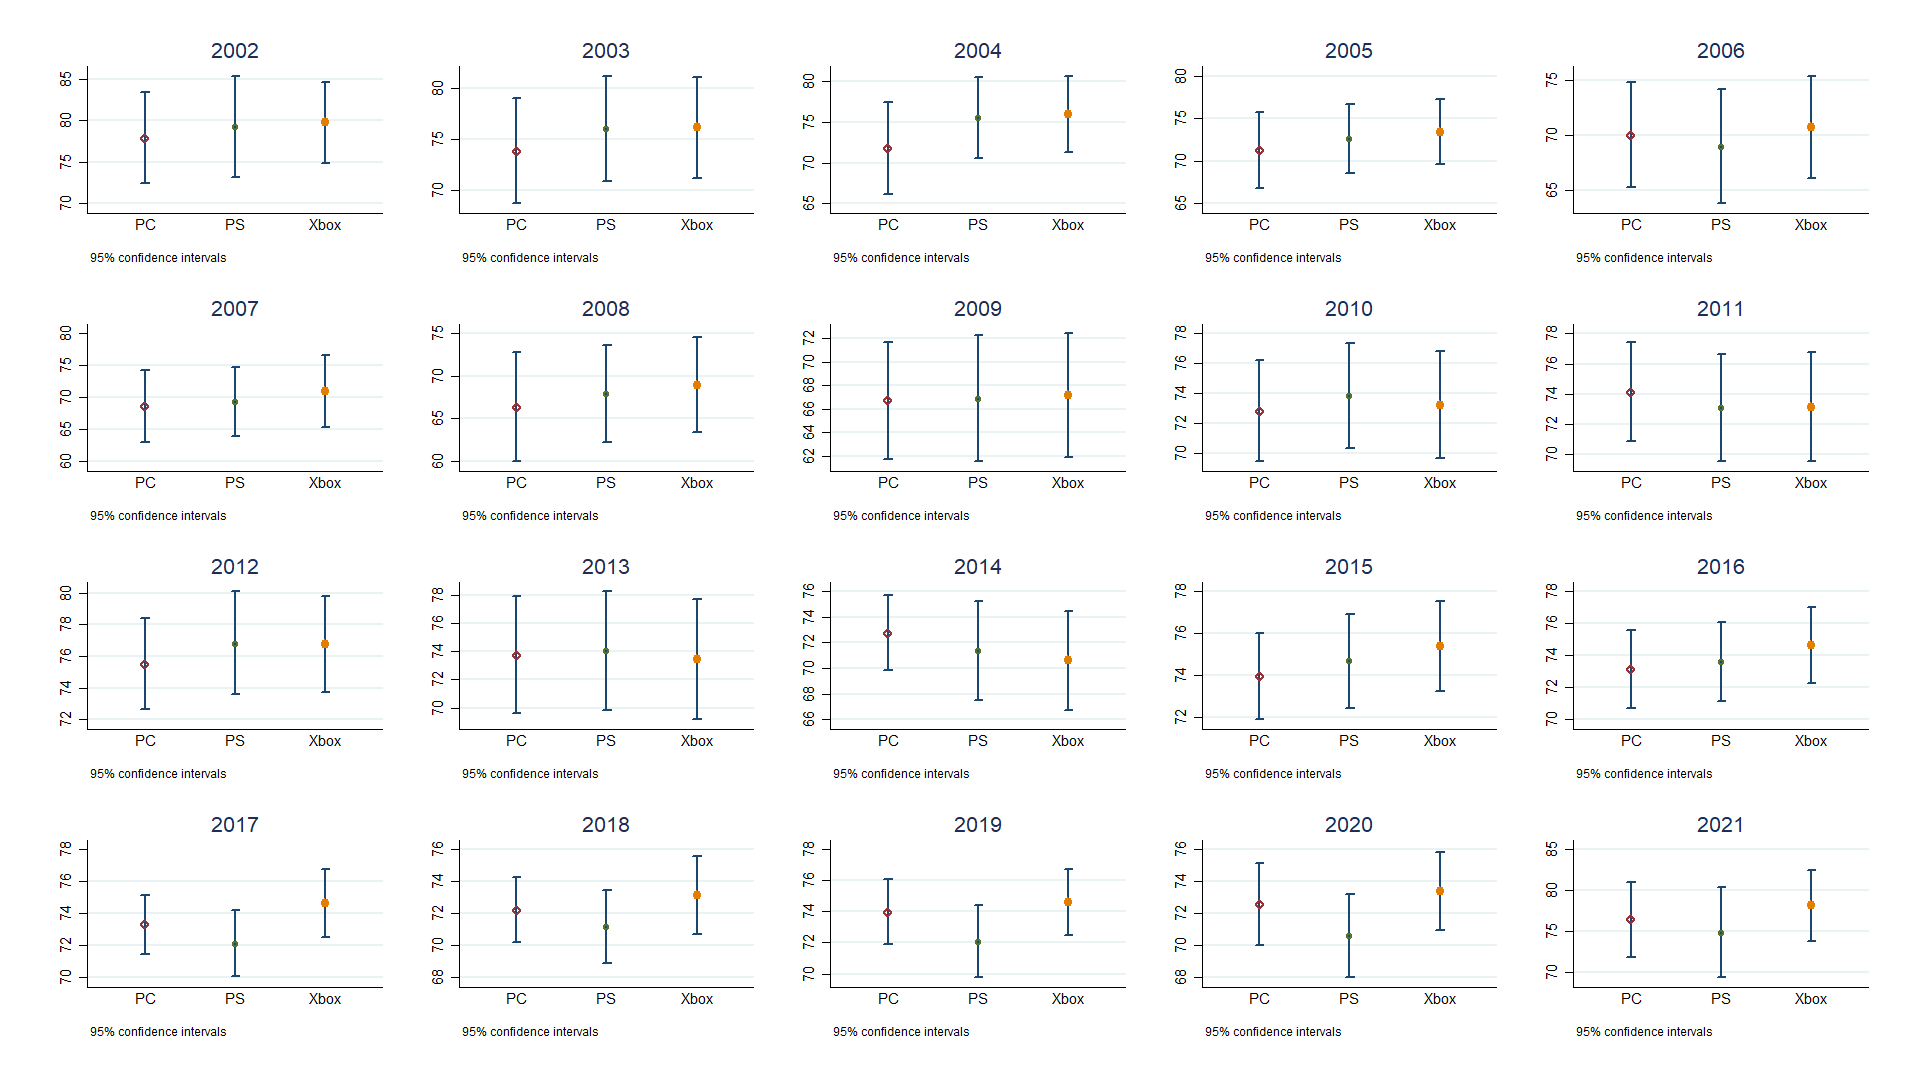 2002 2003 2004 2005 2006
85 80 75 70
80 75 70
80 75 70 65
80 75 70 65
75 70 65
PC PS Xbox PC PS Xbox PC PS Xbox PC PS Xbox PC PS Xbox
95% confidence intervals 95% confidence intervals 95% confidence intervals 95% confidence intervals 95% confidence intervals
2007 2008 2009 2010 2011
80 75 70 65 60
75 70 65 60
72 70 68 66 64 62
78 76 74 72 70
78 76 74 72 70
PC PS Xbox PC PS Xbox PC PS Xbox PC PS Xbox PC PS Xbox
95% confidence intervals 95% confidence intervals 95% confidence intervals 95% confidence intervals 95% confidence intervals
2012 2013 2014 2015 2016
80 78 76 74 72
78 76 74 72 70
76 74 72 70 68 66
78 76 74 72
78 76 74 72 70
PC PS Xbox PC PS Xbox PC PS Xbox PC PS Xbox PC PS Xbox
95% confidence intervals 95% confidence intervals 95% confidence intervals 95% confidence intervals 95% confidence intervals
2017 2018 2019 2020 2021
78 76 74 72 70
76 74 72 70 68
78 76 74 72 70
76 74 72 70 68
85 80 75 70
PC PS Xbox PC PS Xbox PC PS Xbox PC PS Xbox PC PS Xbox
95% confidence intervals 95% confidence intervals 95% confidence intervals 95% confidence intervals 95% confidence intervals